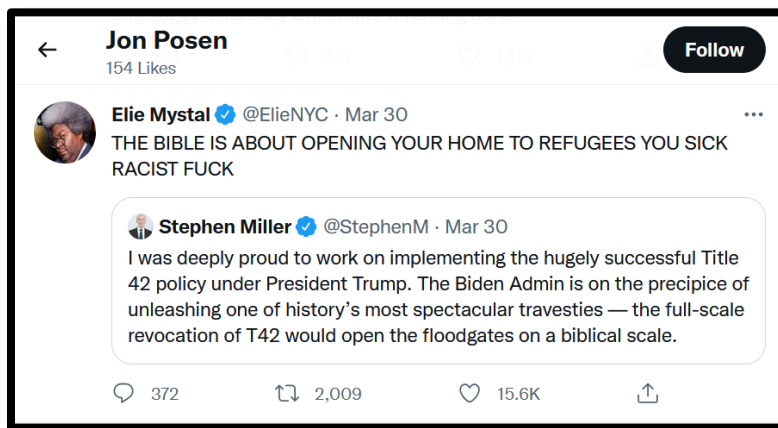 Jon Posen
154 Likes
Follow
Elie Mystal @ElieNYC · Mar 30
THE BIBLE IS ABOUT OPENING YOUR HOME TO REFUGEES YOU SICK
RACIST FUCK
Stephen Miller @StephenM · Mar 30
I was deeply proud to work on implementing the hugely successful Title
42 policy under President Trump. The Biden Admin is on the precipice of
unleashing one of history’s most spectacular travesties — the full-scale
revocation of T42 would open the floodgates on a biblical scale.
372 2,009 15.6K